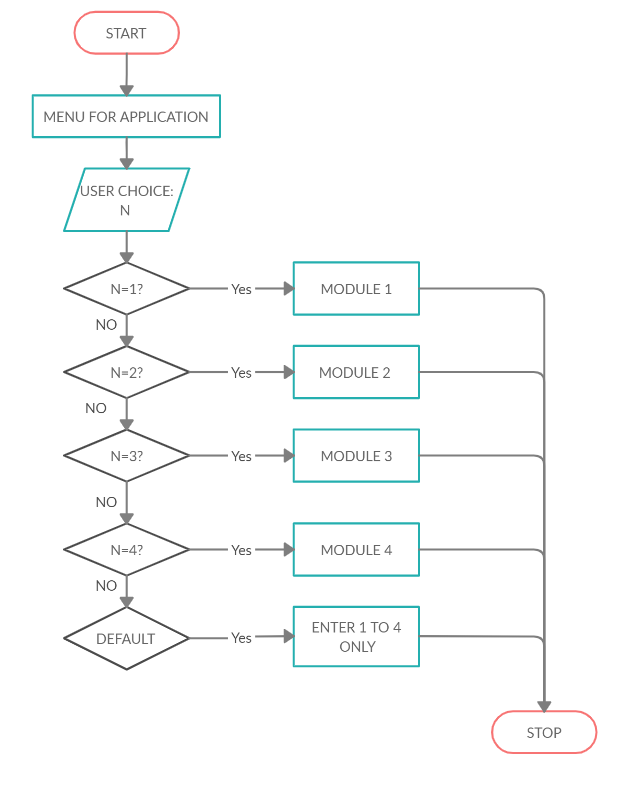 START
MENU FOR APPLICATION
USER CHOICE:
N
N=1?
Yes
MODULE 1
NO
N=2?
Yes
MODULE 2
NO
N=3?
Yes
MODULE 3
NO
N=4?
Yes
MODULE 4
NO
DEFAULT
Yes
ENTER 1 TO 4
ONLY
STOP